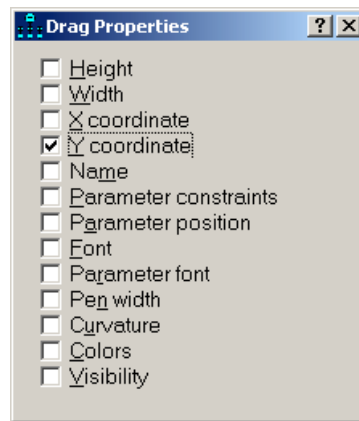 Drag Properties
Height
Width
X coordinate
Y coordinate
Name
Parameter constraints
Parameter position
Font
Parameter font
Pen width
Curvature
Colors
Visibility